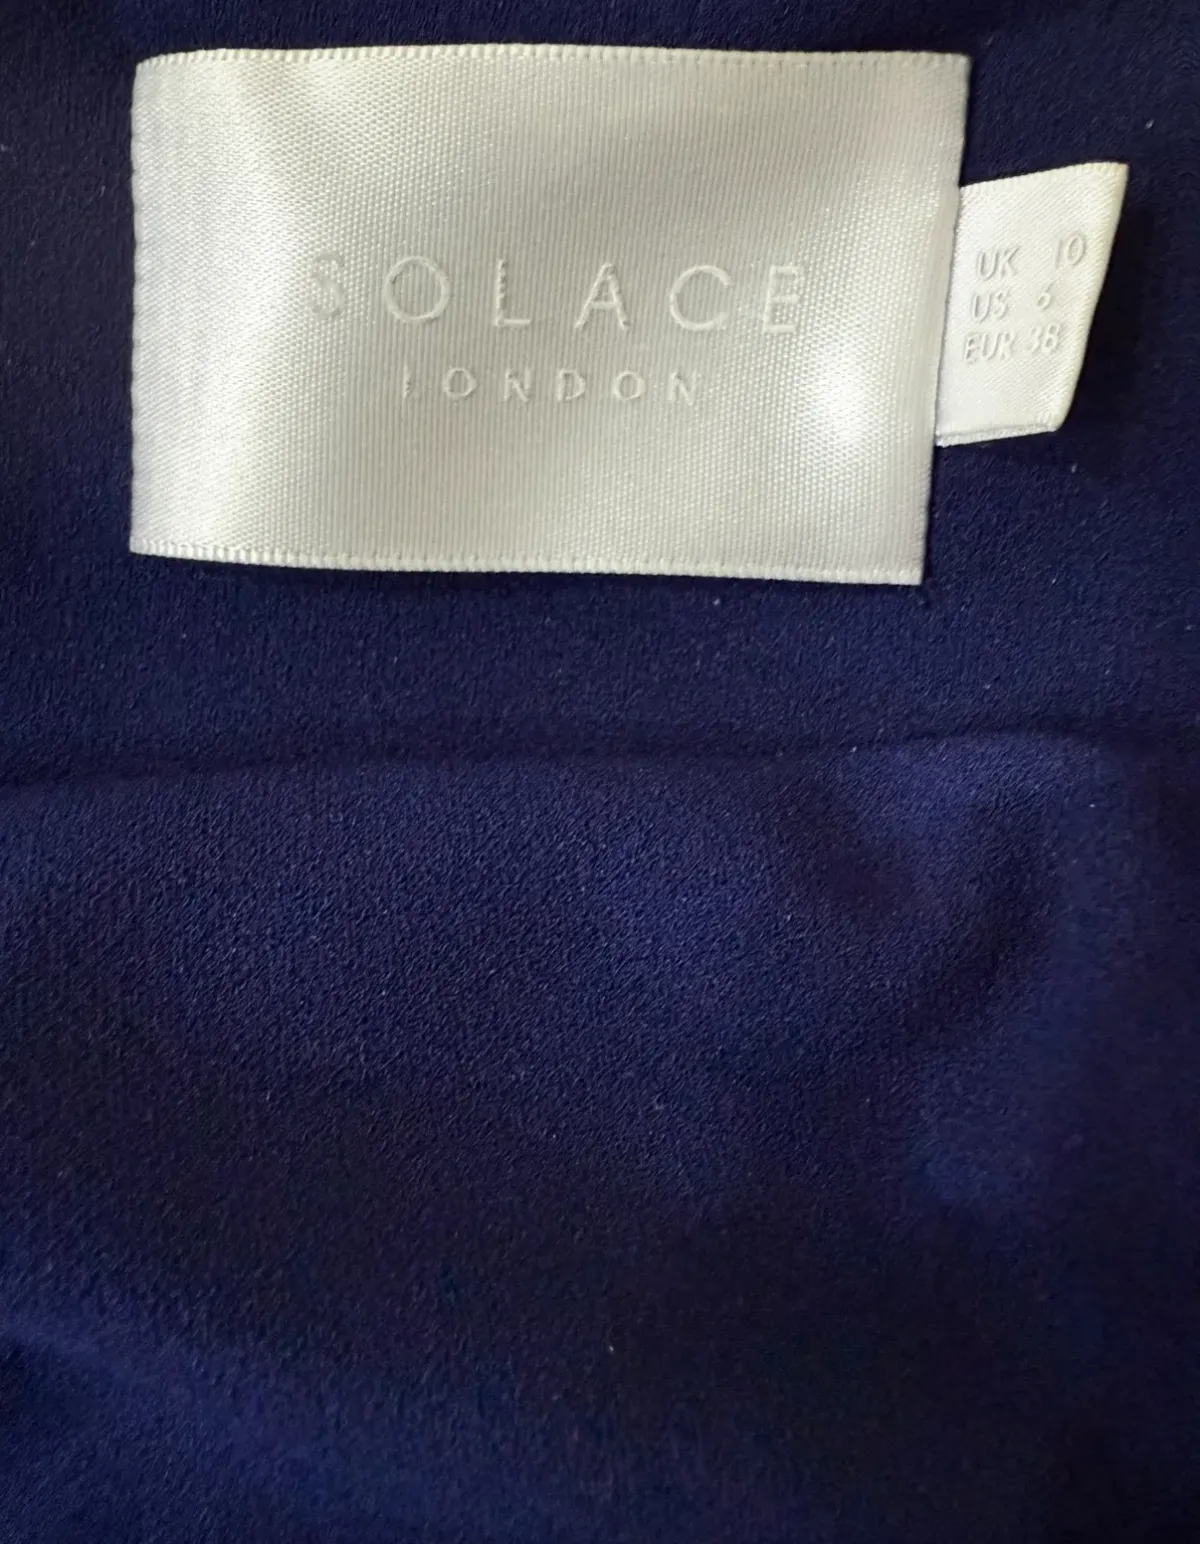 SOLACE
LONDON
UK 10
US 6
EUR 38